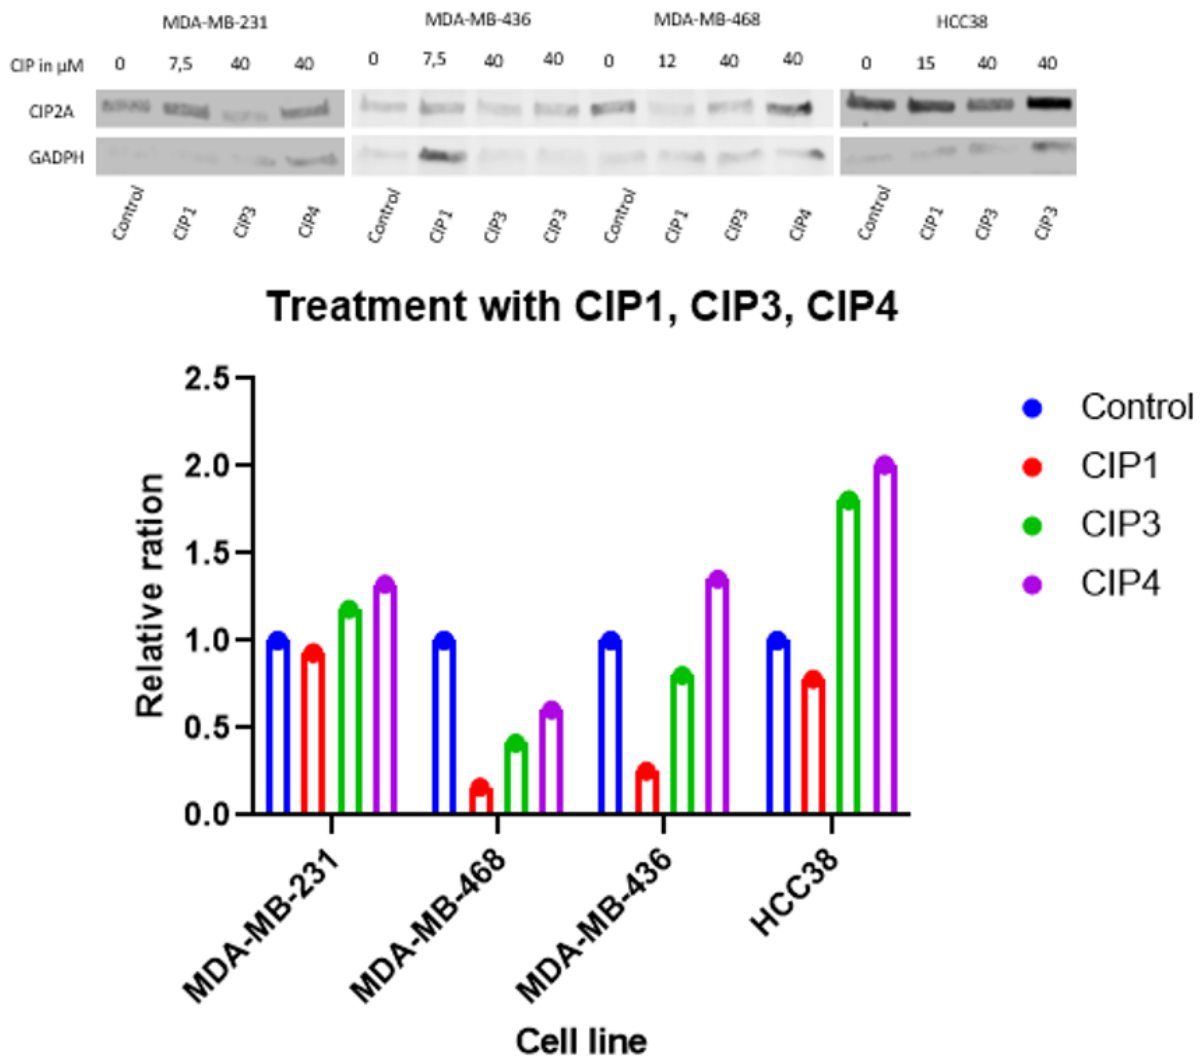 MDA-MB-231 MDA-MB-436 MDA-MB-468 HCC38
CIP in µM 0 7,5 40 40 0 7,5 40 40 0 12 40 40 0 15 40 40
CIP2A
GADPH
Control CIP1 CIP3 CIP4 Control CIP1 CIP3 CIP3 Control CIP1 CIP3 CIP4 Control CIP1 CIP3 CIP3
Treatment with CIP1, CIP3, CIP4
2.5
2.0
1.5
1.0
0.5
0.0
Relative ration
Control
CIP1
CIP3
CIP4
MDA-MB-231 MDA-MB-468 MDA-MB-436 HCC38
Cell line